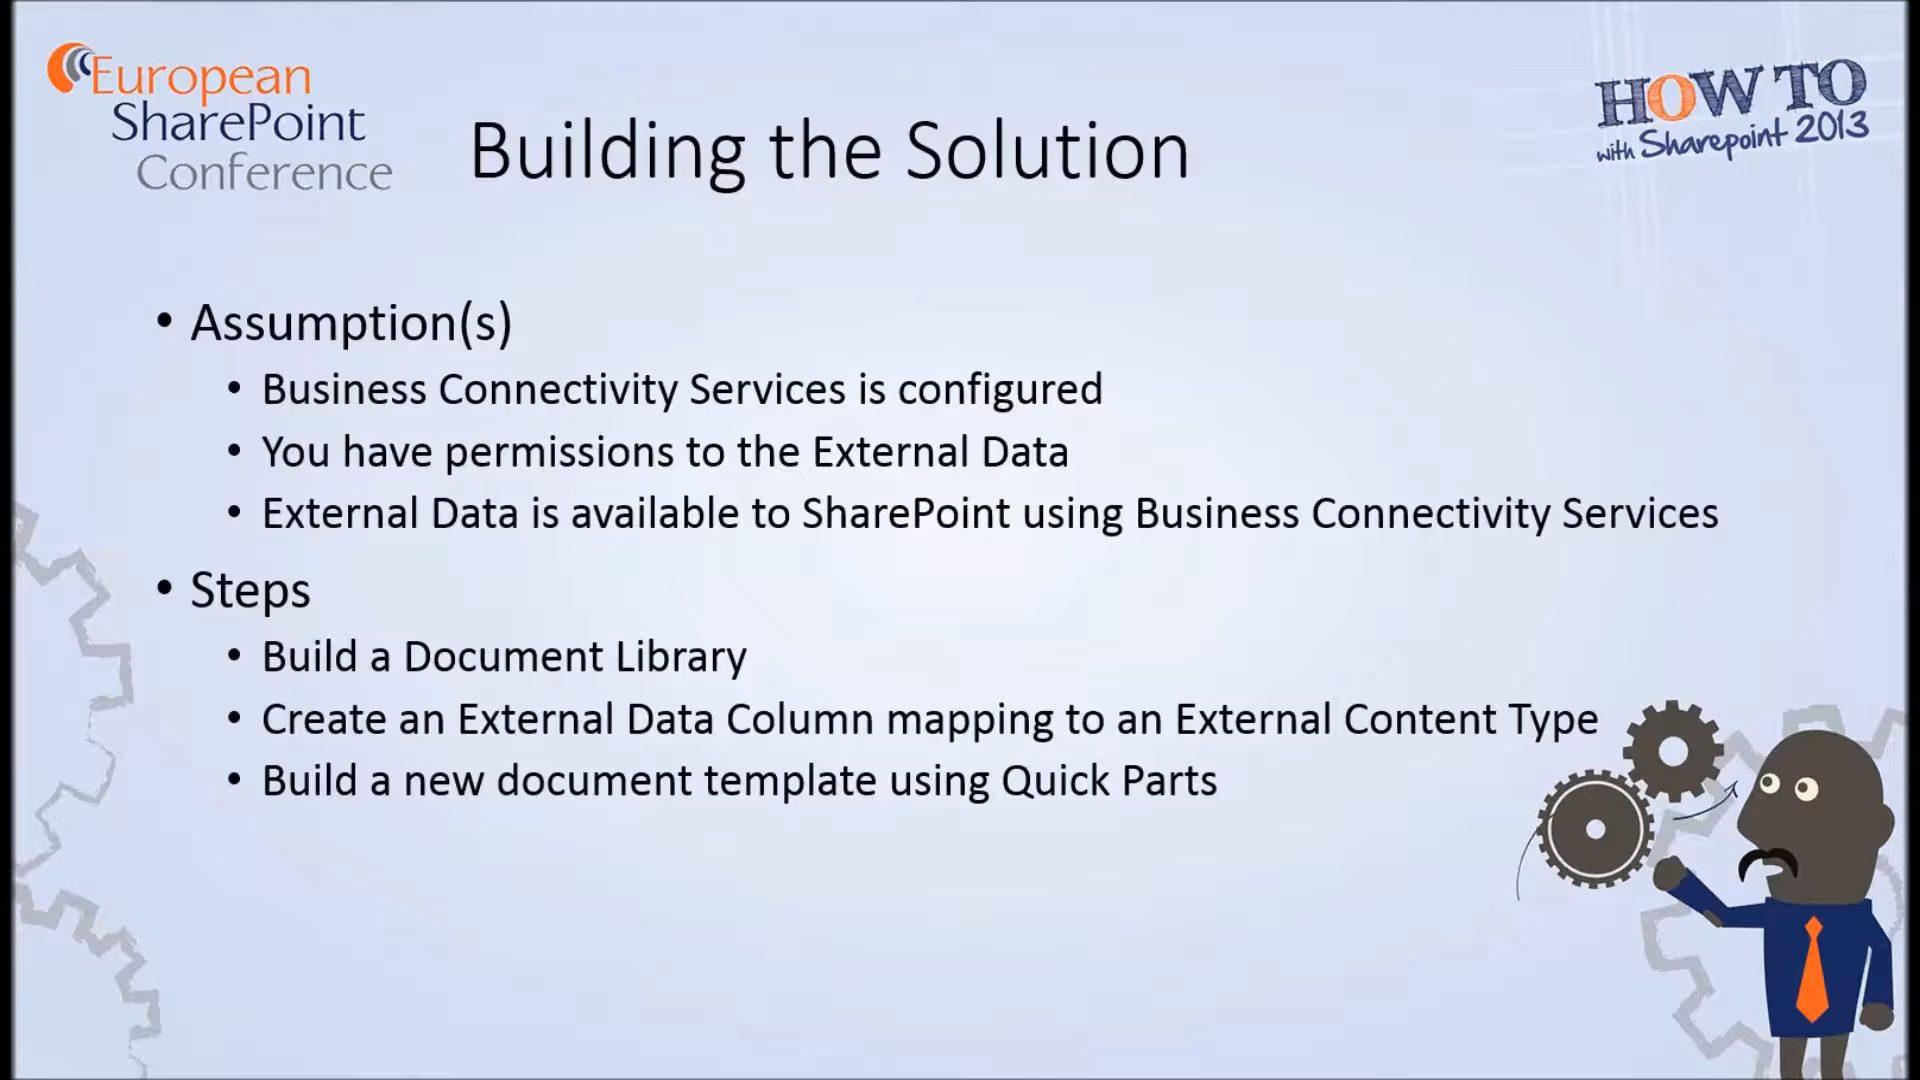 European
SharePoint
Conference
Building the Solution
HOW TO
with Sharepoint 2013
• Assumption(s)
• Business Connectivity Services is configured
• You have permissions to the External Data
• External Data is available to SharePoint using Business Connectivity Services
• Steps
• Build a Document Library
• Create an External Data Column mapping to an External Content Type
• Build a new document template using Quick Parts